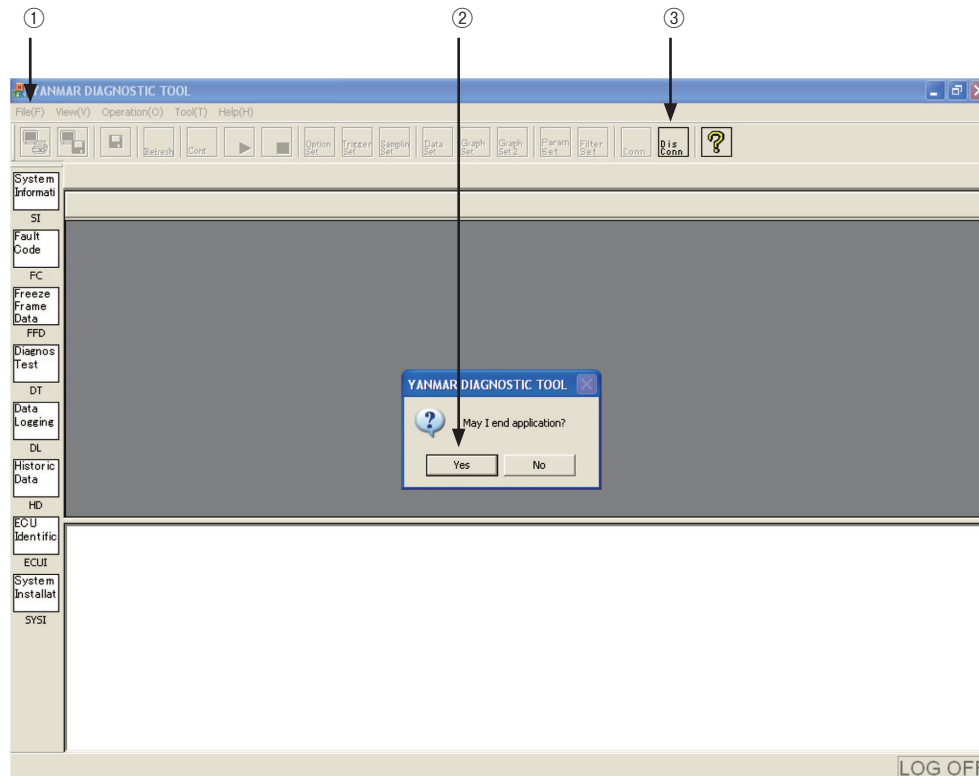 ① ② ③
YANMAR DIAGNOSTIC TOOL
File(F) View(V) Operation(O) Tool(T) Help(H)
Refresh Cont Option Set Trigger Set Samplin Set Data Set Graph Set Graph Set2 Param Set Filter Set Conn Dis Conn ?
System
Informati
SI
Fault
Code
FC
Freeze
Frame
Data
FFD
Diagnos
Test
DT
Data
Logging
DL
Historic
Data
HD
ECU
Identific
ECUI
System
Installat
SYSI
YANMAR DIAGNOSTIC TOOL
May I end application?
Yes No
LOG OFF